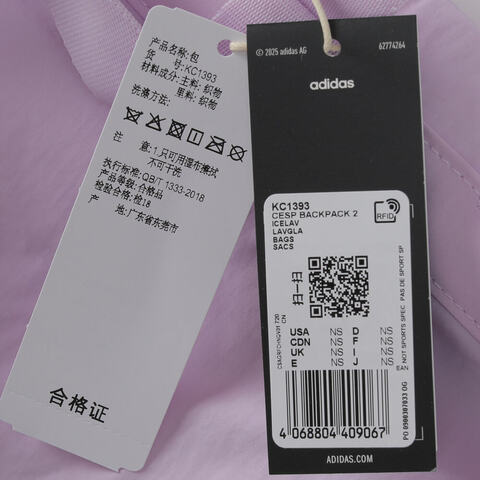 产品名称:包
货 号:KC1393
材料成分:主料: 织物
里料: 织物
洗涤方法:
注 意:1.只可用湿布擦拭
不可干洗
执行标准:QB/T 1333-2018
产品等级:合格品
检验合格:检18
产 地:广东省东莞市
合格证
© 2025 adidas AG
62774264
adidas
KC1393
CESP BACKPACK 2
ICELAV
LAVGLA
BAGS
SACS
RFID
USA NS D NS
CDN NS F NS
UK NS I NS
E NS J NS
EAN NOT SPORTS SPEC PAS DE SPORT SP
PO 0900307033 OG
4 068804 409067
ADIDAS.COM